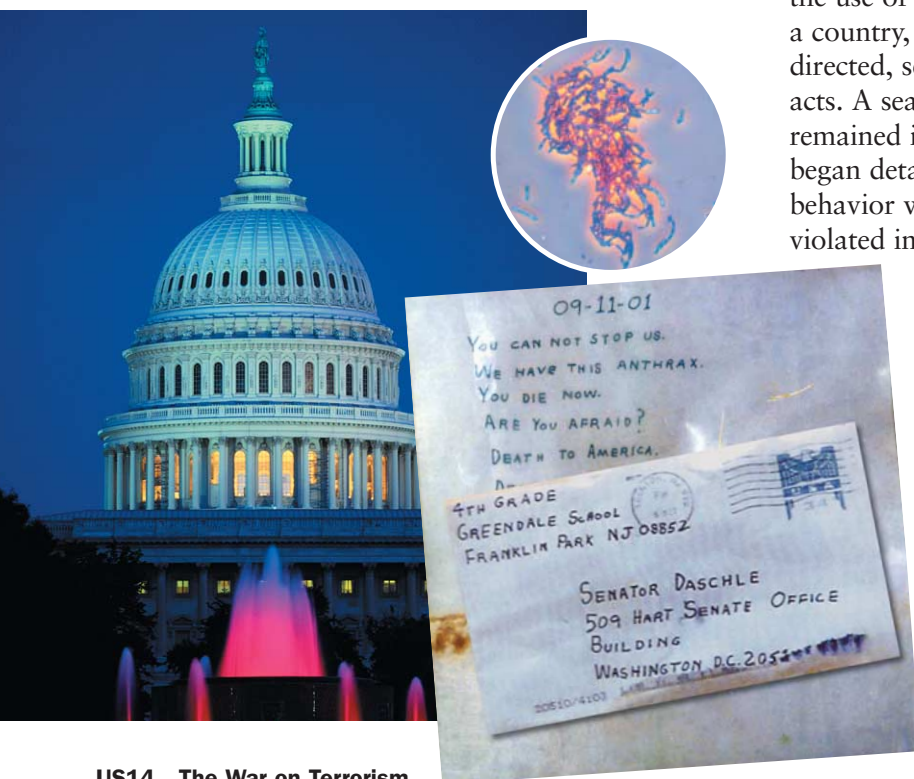 the use of
a country,
directed, s
acts. A sea
remained i
began deta
behavior v
violated in
09-11-01
YOU CAN NOT STOP US.
WE HAVE THIS ANTHRAX.
YOU DIE NOW.
ARE YOU AFRAID?
DEATH TO AMERICA.
4TH GRADE
GREENDALE SCHOOL
FRANKLIN PARK NJ 08852
SENATOR DASCHLE
509 HART SENATE OFFICE
BUILDING
WASHINGTON D.C. 205
20510/4103
US14 The War on Terrorism